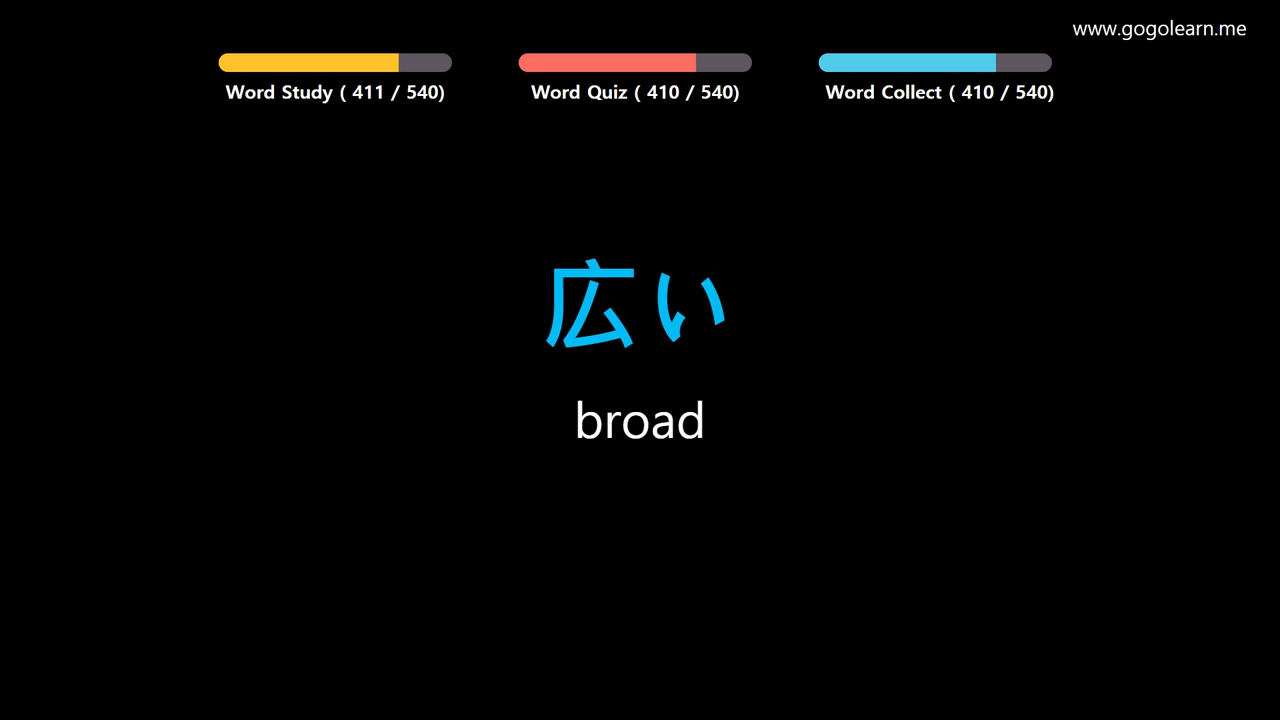 www.gogolearn.me
Word Study ( 411 / 540)
Word Quiz ( 410 / 540)
Word Collect ( 410 / 540)
広い
broad